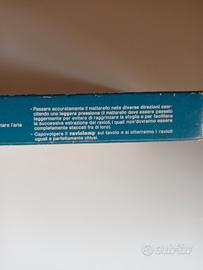 - Passare accuratamente il mattarello nelle diverse direzioni eser-
citando una leggera pressione (il mattarello deve essere passato
leggermente per evitare di raggrinzire la sfoglia e per facilitare
la successiva estrazione dei ravioli, i quali non dovranno essere
completamente staccati fra di loro).
- Capovolgere il raviolamp sul tavolo e si otterranno i ravioli
uguali e perfettamente chiusi.
l'aria
subito